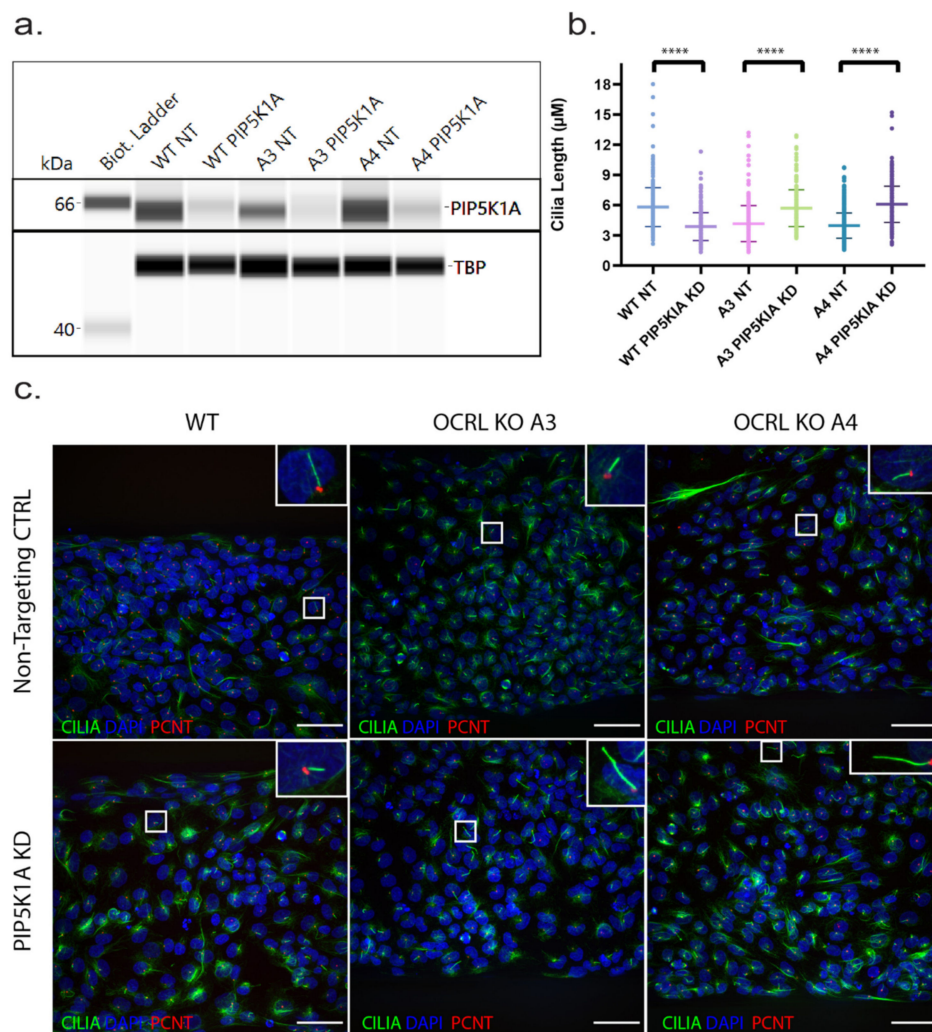 a.
kDa
Biot. Ladder
WT NT
WT PIP5K1A
A3 NT
A3 PIP5K1A
A4 NT
A4 PIP5K1A
66
PIP5K1A
TBP
40
b.
**** **** ****
Cilia Length (µM)
18
15
12
9
6
3
0
WT NT
WT PIP5KIA KD
A3 NT
A3 PIP5KIA KD
A4 NT
A4 PIP5KIA KD
c.
WT OCRL KO A3 OCRL KO A4
Non-Targeting CTRL
CILIA DAPI PCNT CILIA DAPI PCNT CILIA DAPI PCNT
PIP5K1A KD
CILIA DAPI PCNT CILIA DAPI PCNT CILIA DAPI PCNT